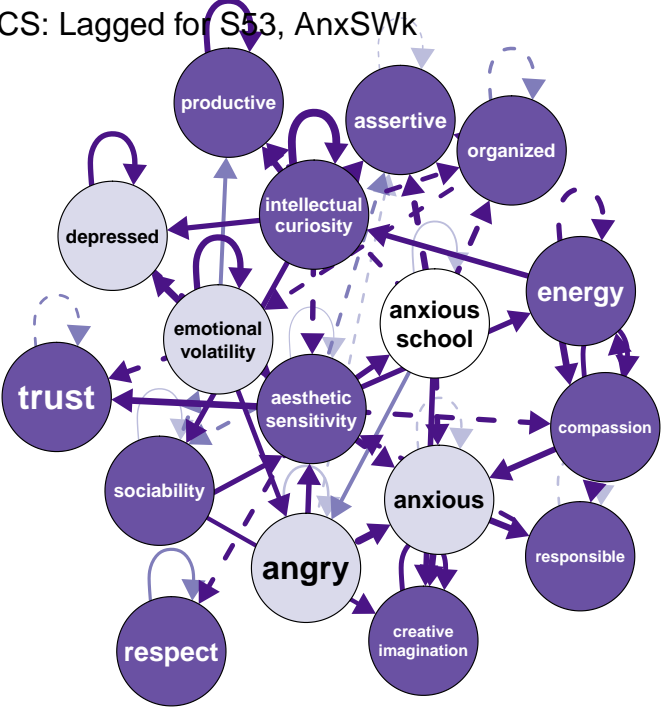 CS: Lagged for S53, AnxSWk
productive
assertive
organized
intellectual
curiosity
depressed
energy
anxious
school
emotional
volatility
trust
aesthetic
sensitivity
compassion
sociability
anxious
responsible
angry
creative
imagination
respect